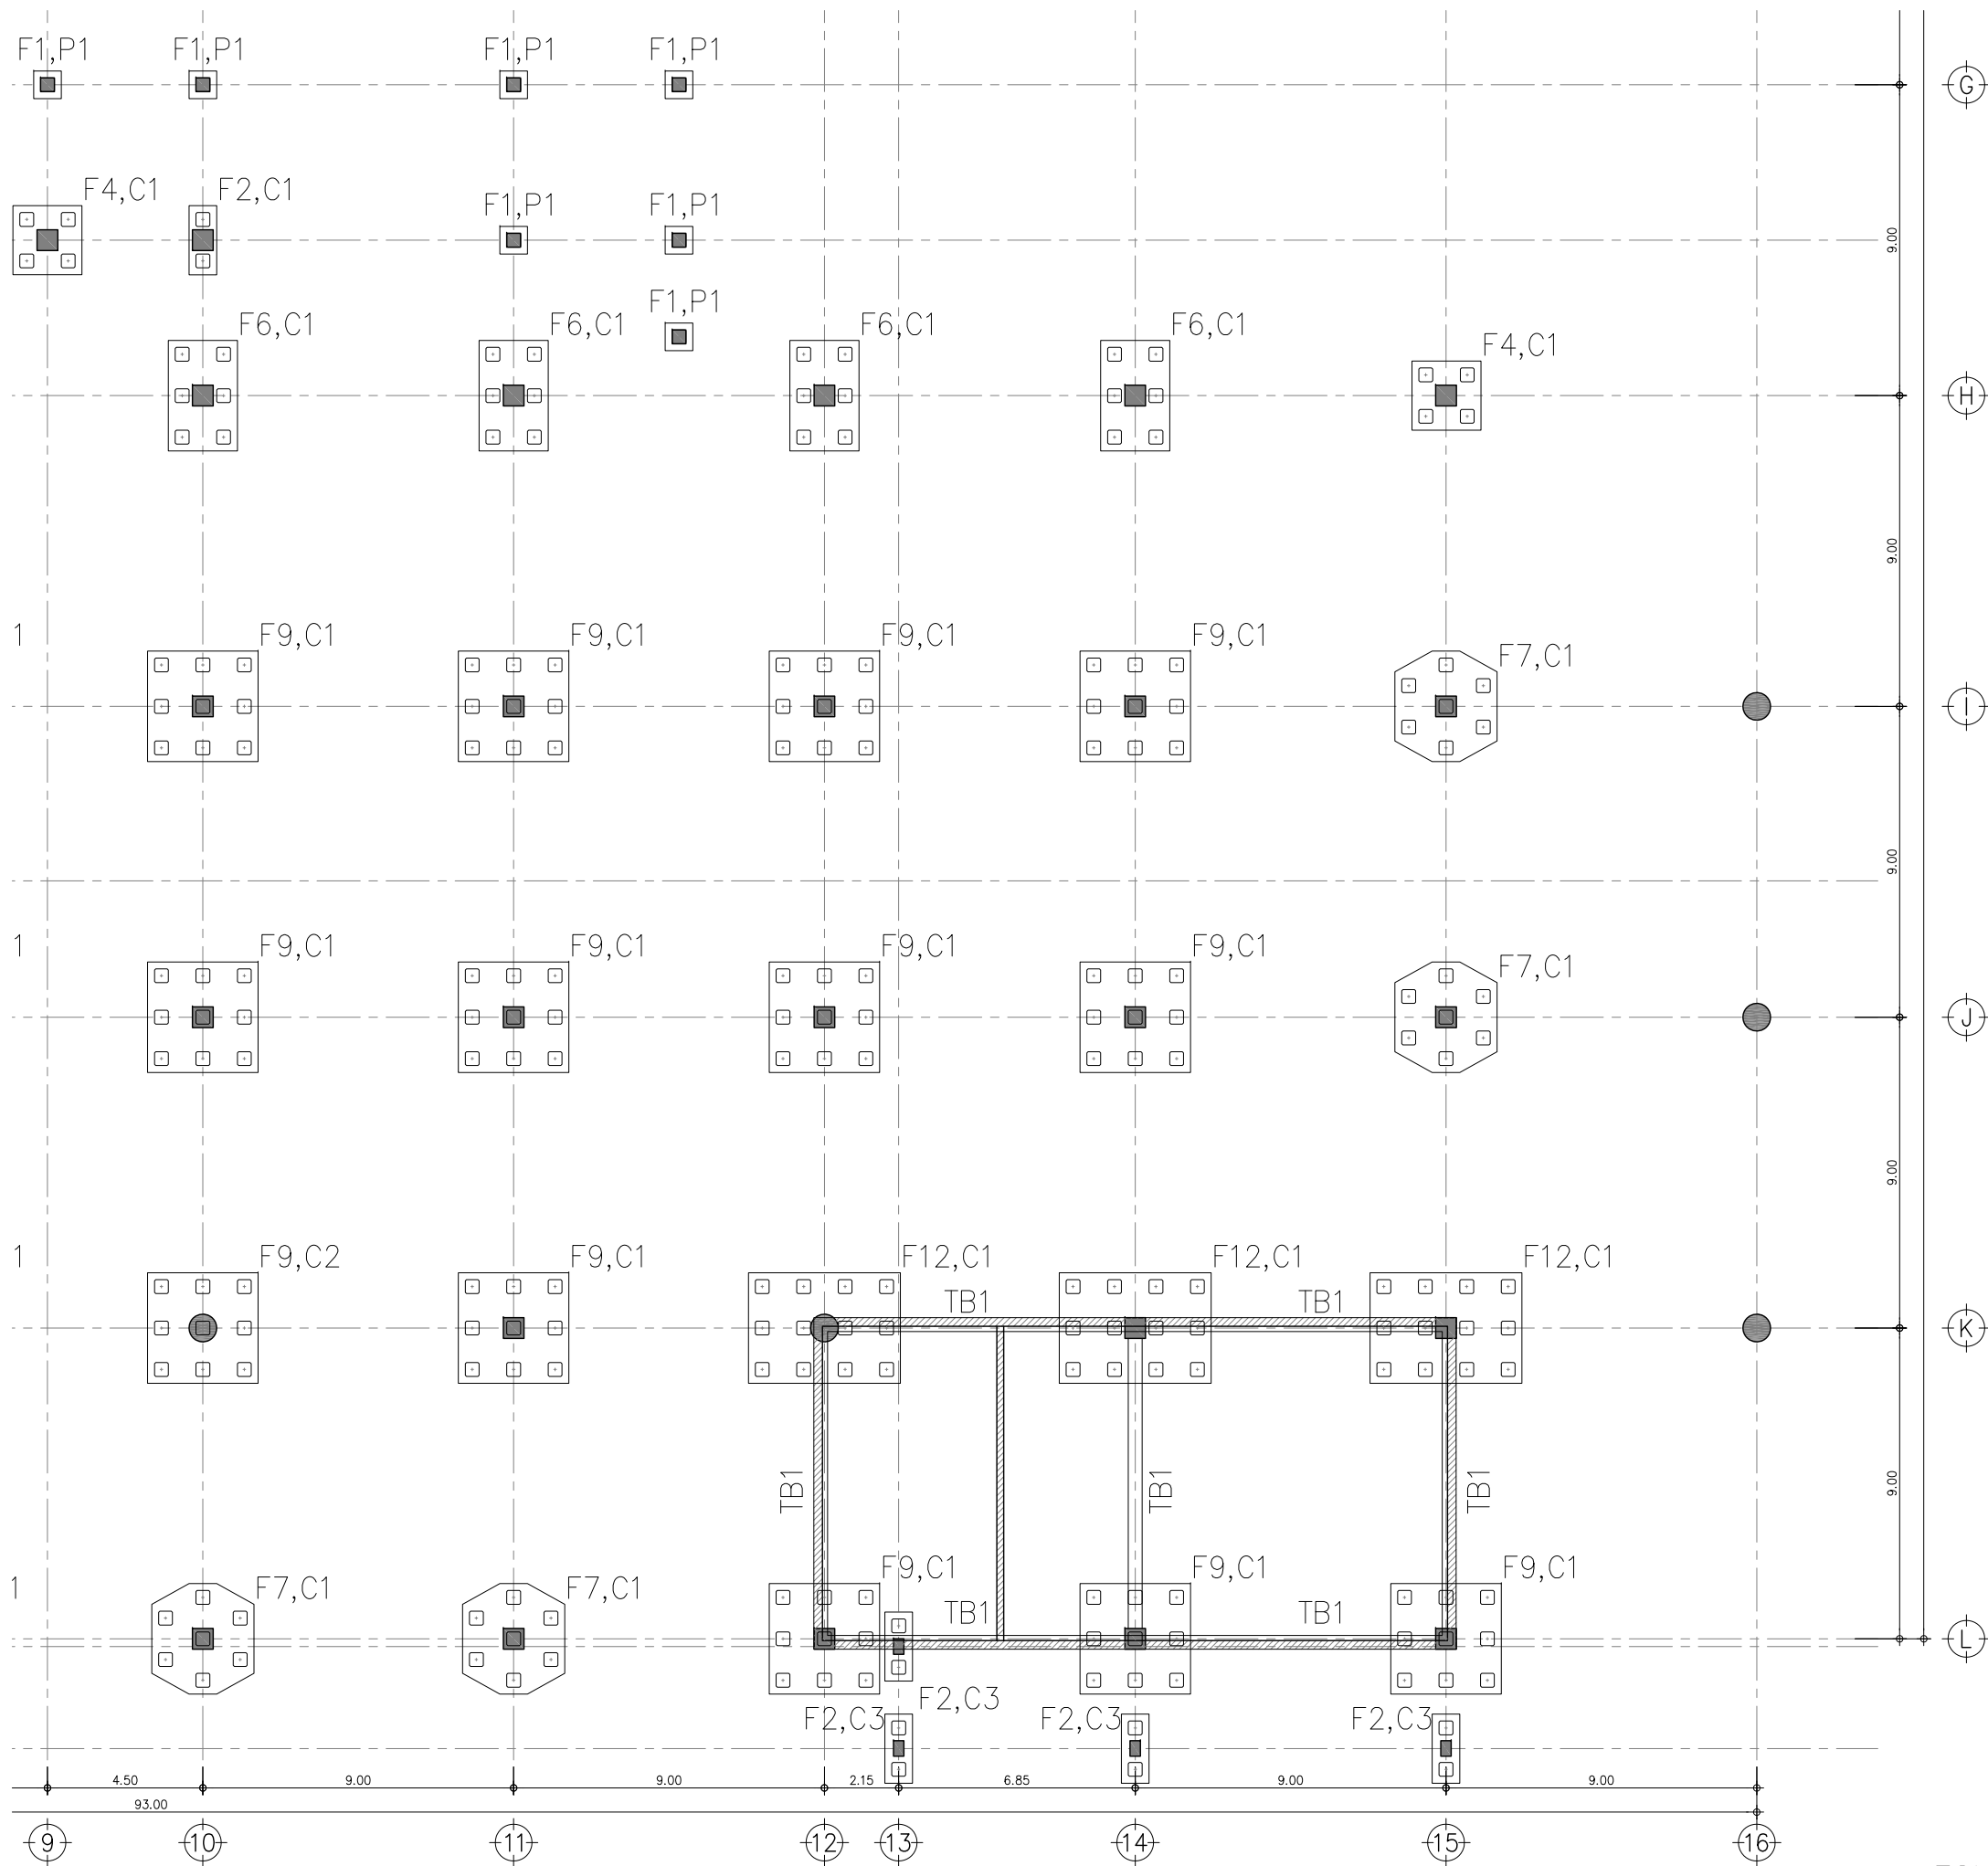 F1,P1 F1,P1 F1,P1 F1,P1
G
F4,C1 F2,C1 F1,P1 F1,P1
9.00
F1,P1
F6,C1 F6,C1 F6,C1 F6,C1 F4,C1
H
9.00
1 F9,C1 F9,C1 F9,C1 F9,C1 F7,C1
I
9.00
1 F9,C1 F9,C1 F9,C1 F9,C1 F7,C1
J
9.00
1 F9,C2 F9,C1 F12,C1 F12,C1 F12,C1
TB1 TB1
K
TB1 TB1 TB1
9.00
1 F7,C1 F7,C1 F9,C1 F9,C1 F9,C1
TB1 TB1
L
F2,C3
F2,C3 F2,C3 F2,C3
4.50 9.00 9.00 2.15 6.85 9.00 9.00
93.00
9 10 11 12 13 14 15 16